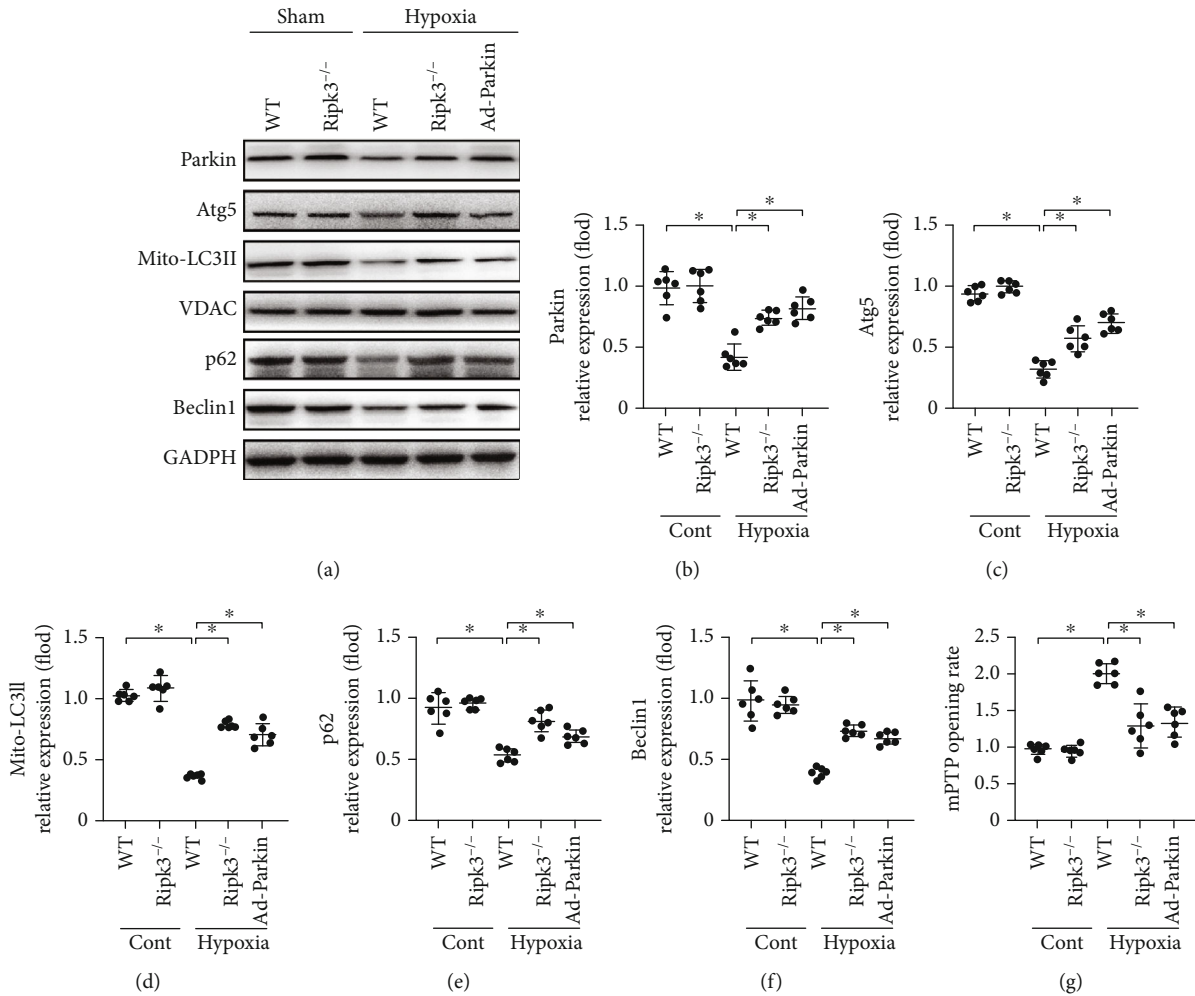 Sham Hypoxia
WT Ripk3−/− WT Ripk3−/− Ad-Parkin
Parkin
Atg5
Mito-LC3II
VDAC
p62
Beclin1
GADPH
(a)
Parkin
relative expression (flod)
1.5
1.0
0.5
0
* * *
WT Ripk3−/− WT Ripk3−/− Ad-Parkin
Cont Hypoxia
(b)
Atg5
relative expression (flod)
1.5
1.0
0.5
0
* * *
WT Ripk3−/− WT Ripk3−/− Ad-Parkin
Cont Hypoxia
(c)
Mito-LC3ll
relative expression (flod)
1.5
1.0
0.5
0
* * *
WT Ripk3−/− WT Ripk3−/− Ad-Parkin
Cont Hypoxia
(d)
p62
relative expression (flod)
1.5
1.0
0.5
0
* * *
WT Ripk3−/− WT Ripk3−/− Ad-Parkin
Cont Hypoxia
(e)
Beclin1
relative expression (flod)
1.5
1.0
0.5
0
* * *
WT Ripk3−/− WT Ripk3−/− Ad-Parkin
Cont Hypoxia
(f)
mPTP opening rate
2.5
2.0
1.5
1.0
0.5
0
* * *
WT Ripk3−/− WT Ripk3−/− Ad-Parkin
Cont Hypoxia
(g)